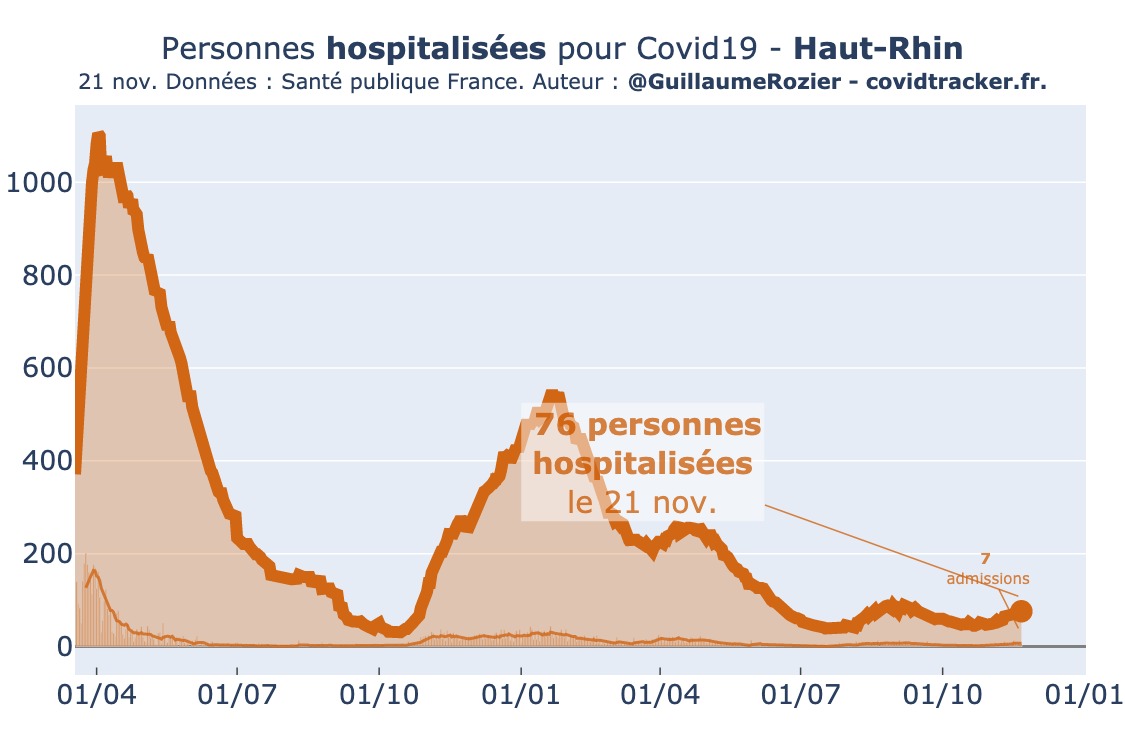 Personnes hospitalisées pour Covid19 - Haut-Rhin
21 nov. Données : Santé publique France. Auteur : @GuillaumeRozier - covidtracker.fr.
1000
800
600
400
200
0
76 personnes
hospitalisées
le 21 nov.
7
admissions
01/04
01/07
01/10
01/01
01/04
01/07
01/10
01/01